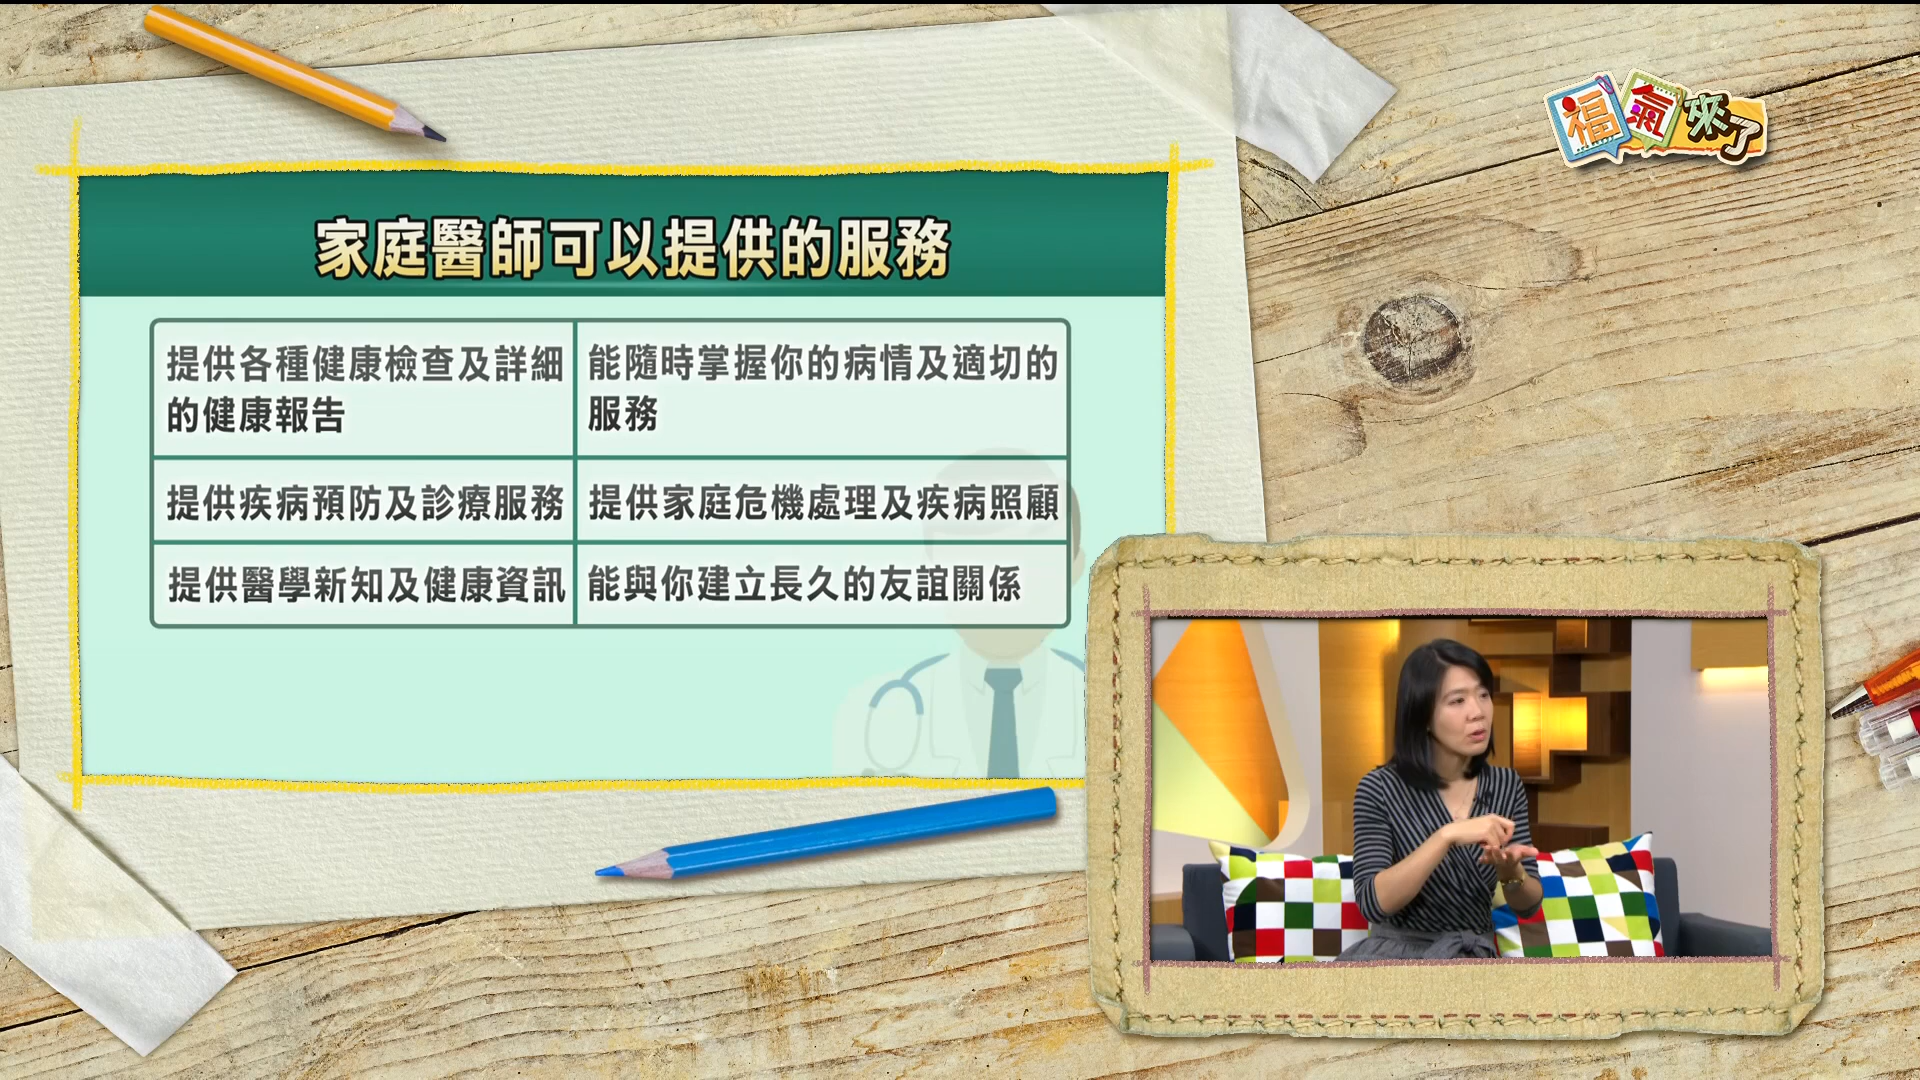 福氣來了
家庭醫師可以提供的服務
提供各種健康檢查及詳細
的健康報告
能隨時掌握你的病情及適切的
服務
提供疾病預防及診療服務
提供家庭危機處理及疾病照顧
提供醫學新知及健康資訊
能與你建立長久的友誼關係